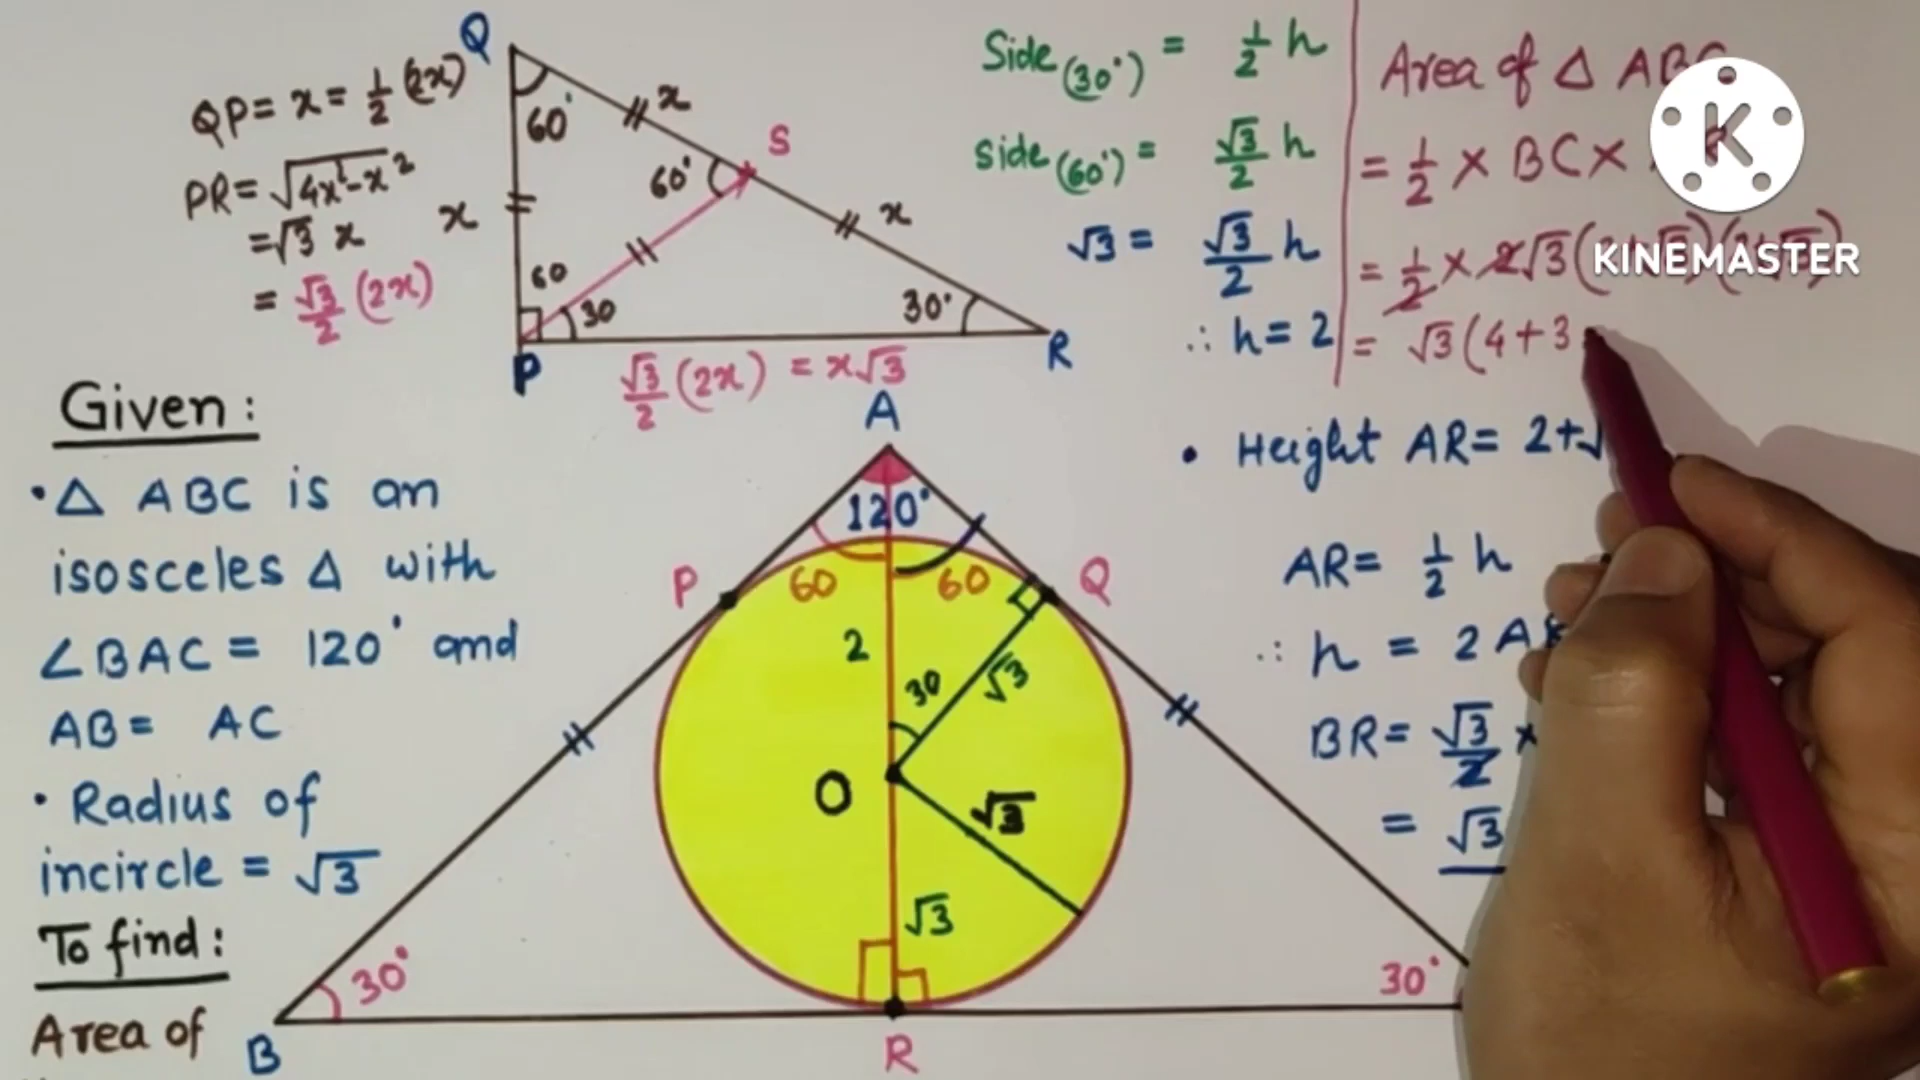 Q
QP= x = 1/2 (2x)
PR= √4x²-x²
=√3 x
= √3/2 (2x)
60°
x
S
60°
x
x
60
30
30°
P
R
√3/2 (2x) = x√3
Side(30°) = 1/2 h
Side(60°) = √3/2 h
√3 = √3/2 h
∴ h = 2
Area of Δ ABC
= 1/2 × BC ×
= 1/2 × 2√3(
= √3(4+3
K
KINEMASTER
Given:
• Δ ABC is an
isosceles Δ with
∠BAC = 120° and
AB = AC
• Radius of
incircle = √3
To find:
Area of
A
120°
P
60
60
Q
2
30
√3
O
√3
√3
30°
30°
B
R
• Height AR= 2+√
AR= 1/2 h
∴ h = 2A
BR= √3/2 ×
= √3